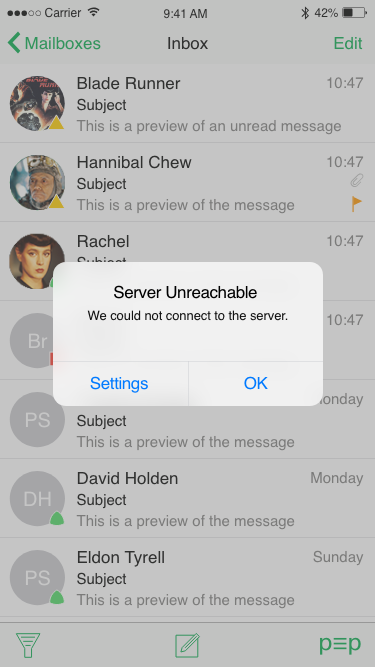 Carrier 9:41 AM 42%
Mailboxes Inbox Edit
Blade Runner 10:47
Subject
This is a preview of an unread message
Hannibal Chew 10:47
Subject
This is a preview of the message
Rachel 10:47
Server Unreachable
We could not connect to the server.
Br 10:47
Settings OK
PS
Subject
This is a preview of the message
David Holden Monday
DH Subject
This is a preview of the message
Eldon Tyrell Sunday
PS Subject
This is a preview of the message
p≡p